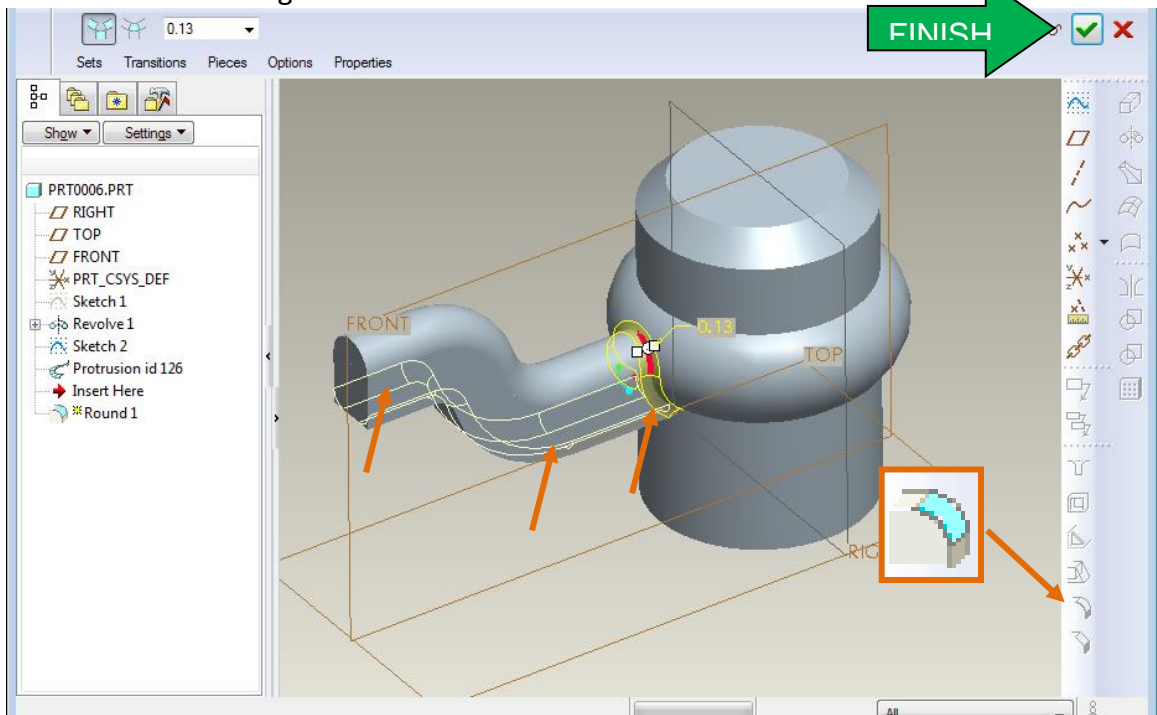 0.13
FINISH
Sets Transitions Pieces Options Properties
Show Settings
PRT0006.PRT
RIGHT
TOP
FRONT
PRT_CSYS_DEF
Sketch 1
Revolve 1
Sketch 2
Protrusion id 126
Insert Here
Round 1
FRONT
0.13
TOP
RIG
All